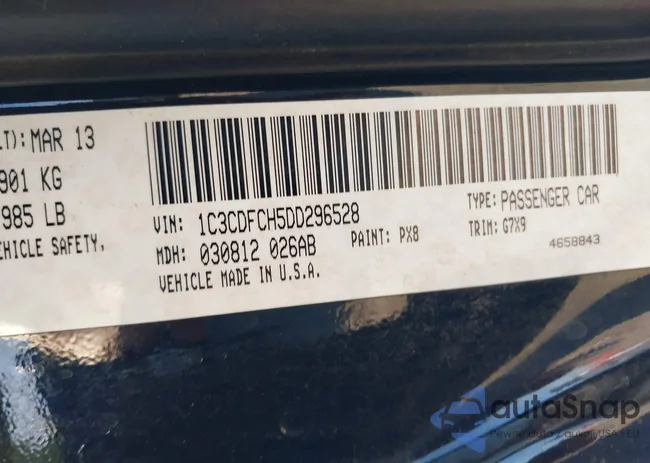 LT): MAR 13
901 KG
985 LB
EHICLE SAFETY,
VIN: 1C3CDFCH5DD296528
TYPE: PASSENGER CAR
MDH: 030812 026AB
PAINT: PX8
TRIM: G7X9
VEHICLE MADE IN U.S.A.
4658843
autoSnap